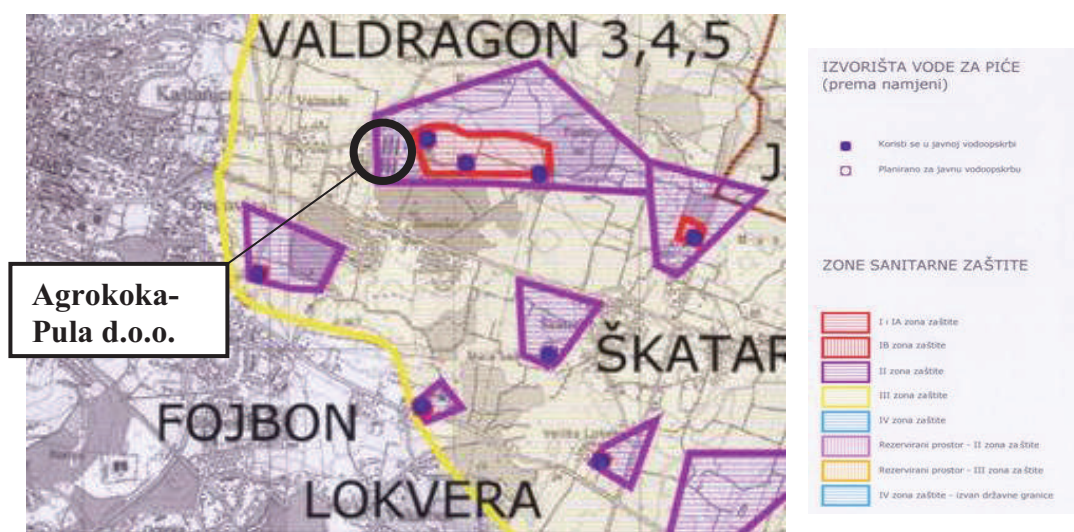 VALDRAGON 3,4,5
Kaštanjer
Valmade
J
Gregovica
Agrokoka-
Pula d.o.o.
ŠKATAR
FOJBON
LOKVERA
IZVORIŠTA VODE ZA PIĆE
(prema namjeni)
Koristi se u javnoj vodoopskrbi
Planirano za javnu vodoopskrbu
ZONE SANITARNE ZAŠTITE
I i IA zona zaštite
IB zona zaštite
II zona zaštite
III zona zaštite
IV zona zaštite
Rezervirani prostor - II zona zaštite
Rezervirani prostor - III zona zaštite
IV zona zaštite - izvan državne granice